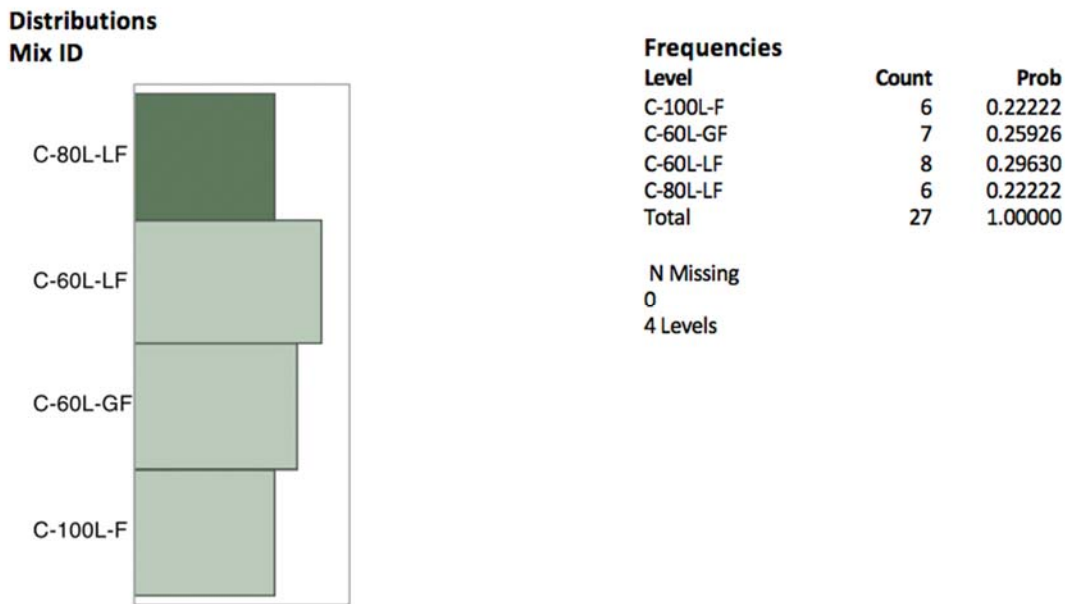 Distributions
Mix ID
C-80L-LF
C-60L-LF
C-60L-GF
C-100L-F
Frequencies
Level Count Prob
C-100L-F 6 0.22222
C-60L-GF 7 0.25926
C-60L-LF 8 0.29630
C-80L-LF 6 0.22222
Total 27 1.00000
N Missing
0
4 Levels